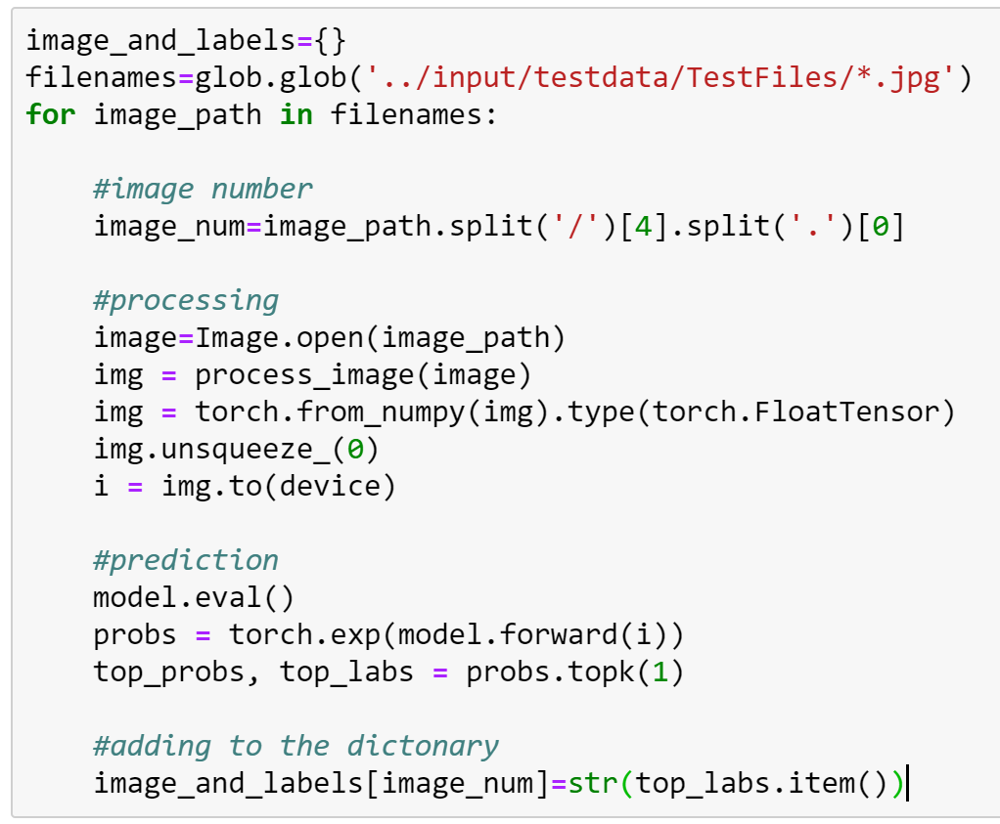 image_and_labels={}
filenames=glob.glob('../input/testdata/TestFiles/*.jpg')
for image_path in filenames:
#image number
image_num=image_path.split('/')[4].split('.')[0]
#processing
image=Image.open(image_path)
img = process_image(image)
img = torch.from_numpy(img).type(torch.FloatTensor)
img.unsqueeze_(0)
i = img.to(device)
#prediction
model.eval()
probs = torch.exp(model.forward(i))
top_probs, top_labs = probs.topk(1)
#adding to the dictonary
image_and_labels[image_num]=str(top_labs.item())